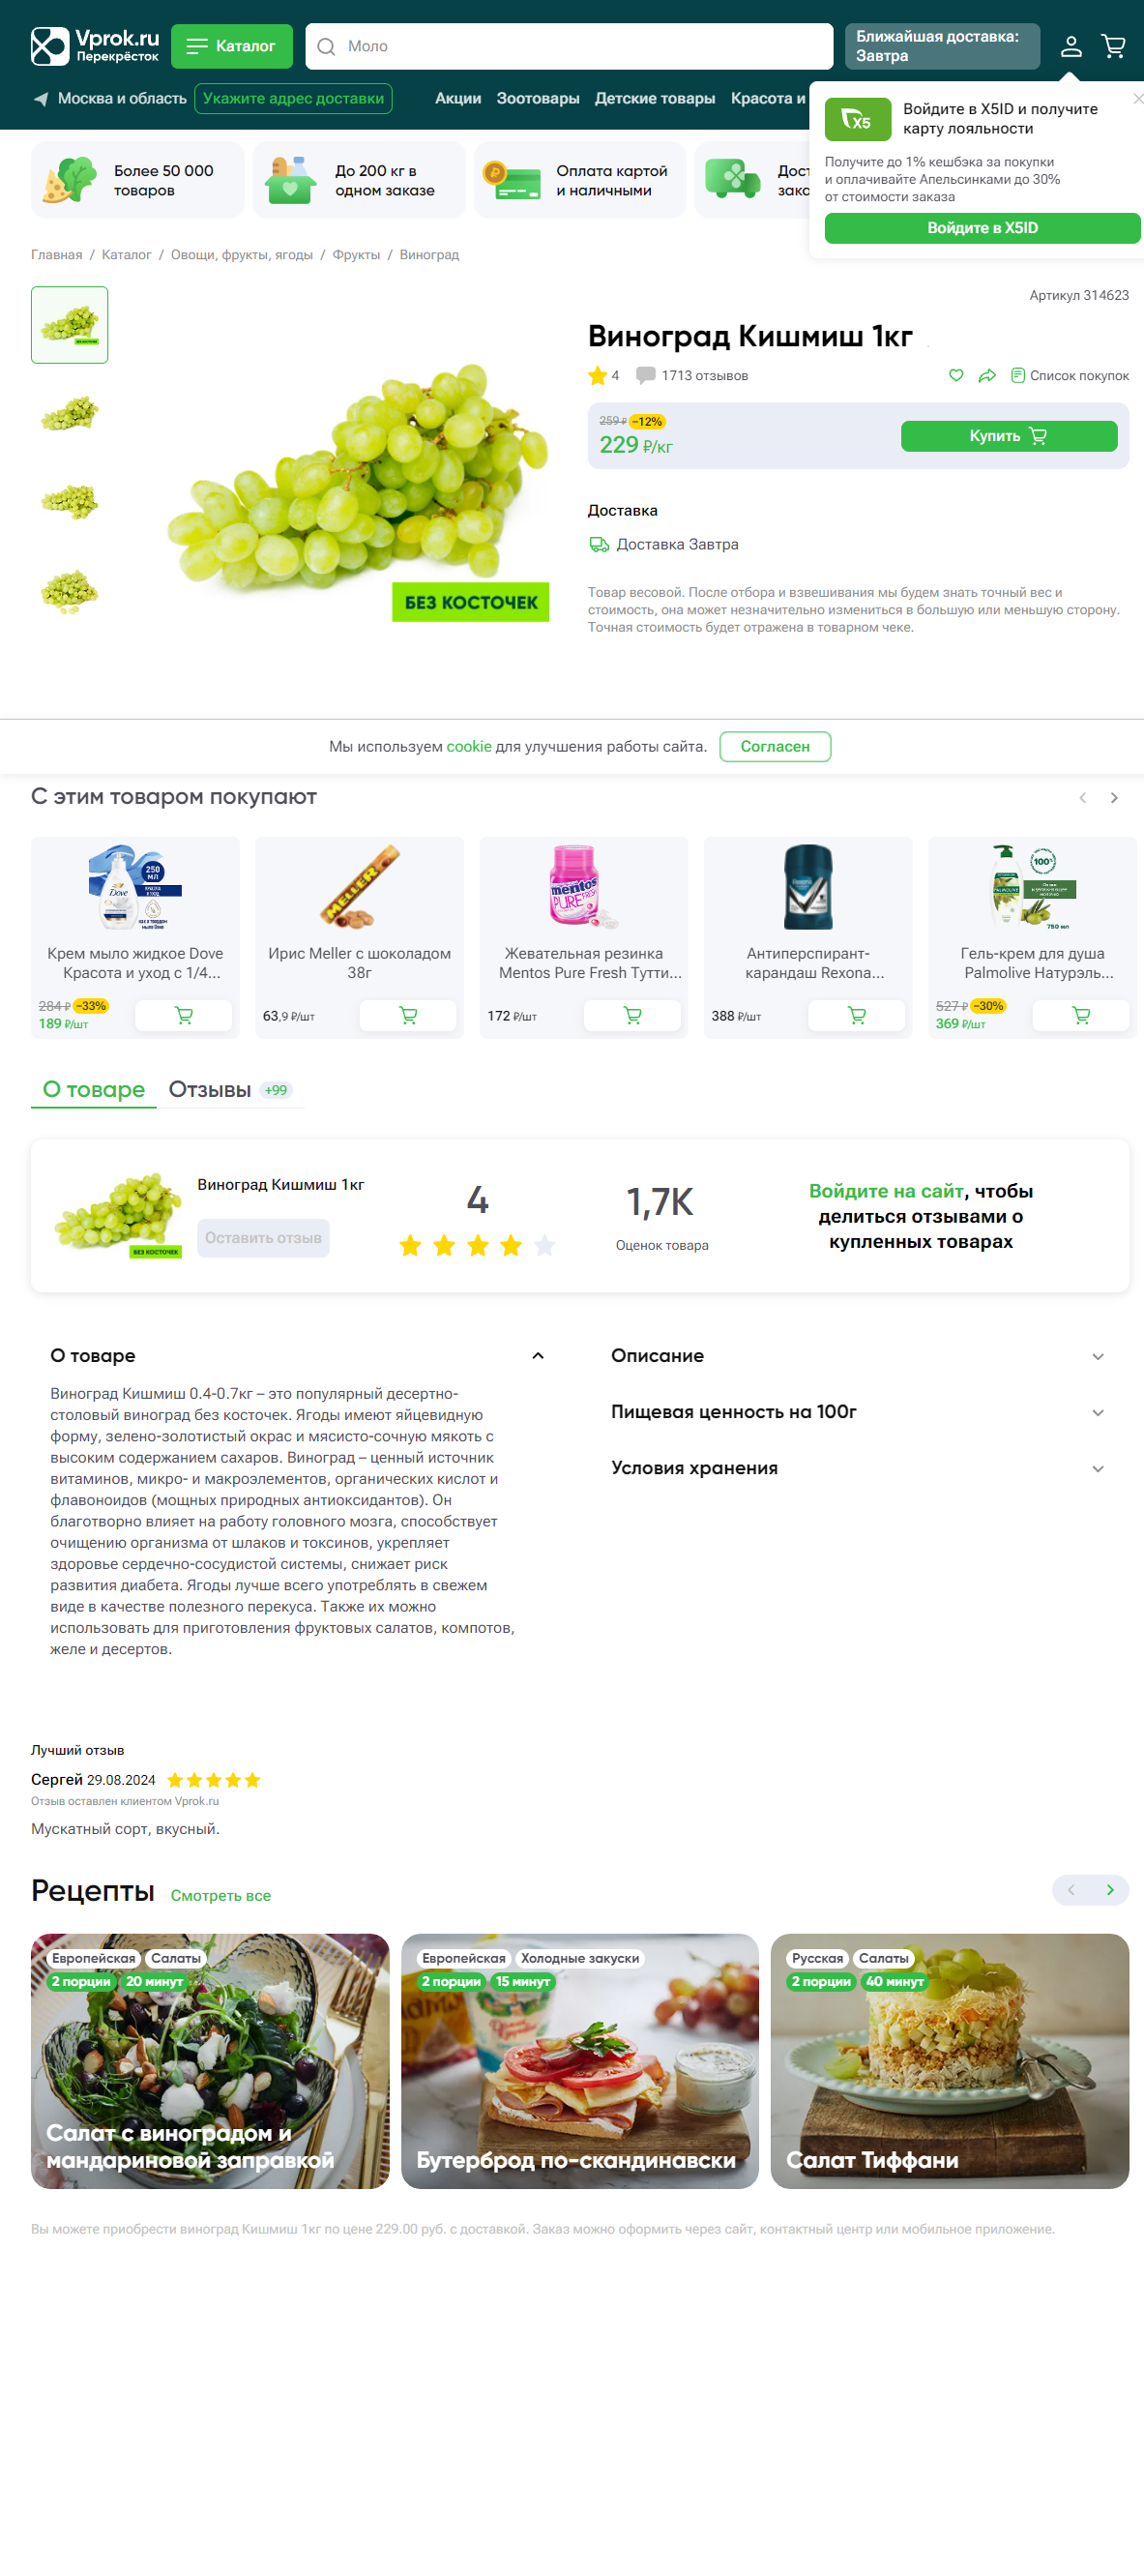 Vprok.ru
Перекрёсток
Каталог
Моло
Ближайшая доставка:
Завтра
Москва и область
Укажите адрес доставки
Акции
Зоотовары
Детские товары
Красота и
X5
Войдите в X5ID и получите
карту лояльности
Получите до 1% кешбэка за покупки
и оплачивайте Апельсинками до 30%
от стоимости заказа
Войдите в X5ID
Более 50 000
товаров
До 200 кг в
одном заказе
Оплата картой
и наличными
Главная / Каталог / Овощи, фрукты, ягоды / Фрукты / Виноград
Артикул 314623
Виноград Кишмиш 1кг
4
1713 отзывов
Список покупок
259 ₽ −12%
229 ₽/кг
Купить
БЕЗ КОСТОЧЕК
Доставка
Доставка Завтра
Товар весовой. После отбора и взвешивания мы будем знать точный вес и
стоимость, она может незначительно измениться в большую или меньшую сторону.
Точная стоимость будет отражена в товарном чеке.
Мы используем cookie для улучшения работы сайта.
Согласен
С этим товаром покупают
Крем мыло жидкое Dove
Красота и уход с 1/4...
284 ₽ −33%
189 ₽/шт
Ирис Meller с шоколадом
38г
63,9 ₽/шт
Жевательная резинка
Mentos Pure Fresh Тутти...
172 ₽/шт
Антиперспирант-
карандаш Rexona...
388 ₽/шт
Гель-крем для душа
Palmolive Натурэль...
527 ₽ −30%
369 ₽/шт
О товаре
Отзывы +99
Виноград Кишмиш 1кг
Оставить отзыв
БЕЗ КОСТОЧЕК
4
1,7K
Оценок товара
Войдите на сайт, чтобы
делиться отзывами о
купленных товарах
О товаре
Виноград Кишмиш 0.4-0.7кг – это популярный десертно-
столовый виноград без косточек. Ягоды имеют яйцевидную
форму, зелено-золотистый окрас и мясисто-сочную мякоть с
высоким содержанием сахаров. Виноград – ценный источник
витаминов, микро- и макроэлементов, органических кислот и
флавоноидов (мощных природных антиоксидантов). Он
благотворно влияет на работу головного мозга, способствует
очищению организма от шлаков и токсинов, укрепляет
здоровье сердечно-сосудистой системы, снижает риск
развития диабета. Ягоды лучше всего употреблять в свежем
виде в качестве полезного перекуса. Также их можно
использовать для приготовления фруктовых салатов, компотов,
желе и десертов.
Описание
Пищевая ценность на 100г
Условия хранения
Лучший отзыв
Сергей 29.08.2024
Отзыв оставлен клиентом Vprok.ru
Мускатный сорт, вкусный.
Рецепты
Смотреть все
Европейская
Салаты
2 порции
20 минут
Салат с виноградом и
мандариновой заправкой
Европейская
Холодные закуски
2 порции
15 минут
Бутерброд по-скандинавски
Русская
Салаты
2 порции
40 минут
Салат Тиффани
Вы можете приобрести виноград Кишмиш 1кг по цене 229.00 руб. с доставкой. Заказ можно оформить через сайт, контактный центр или мобильное приложение.